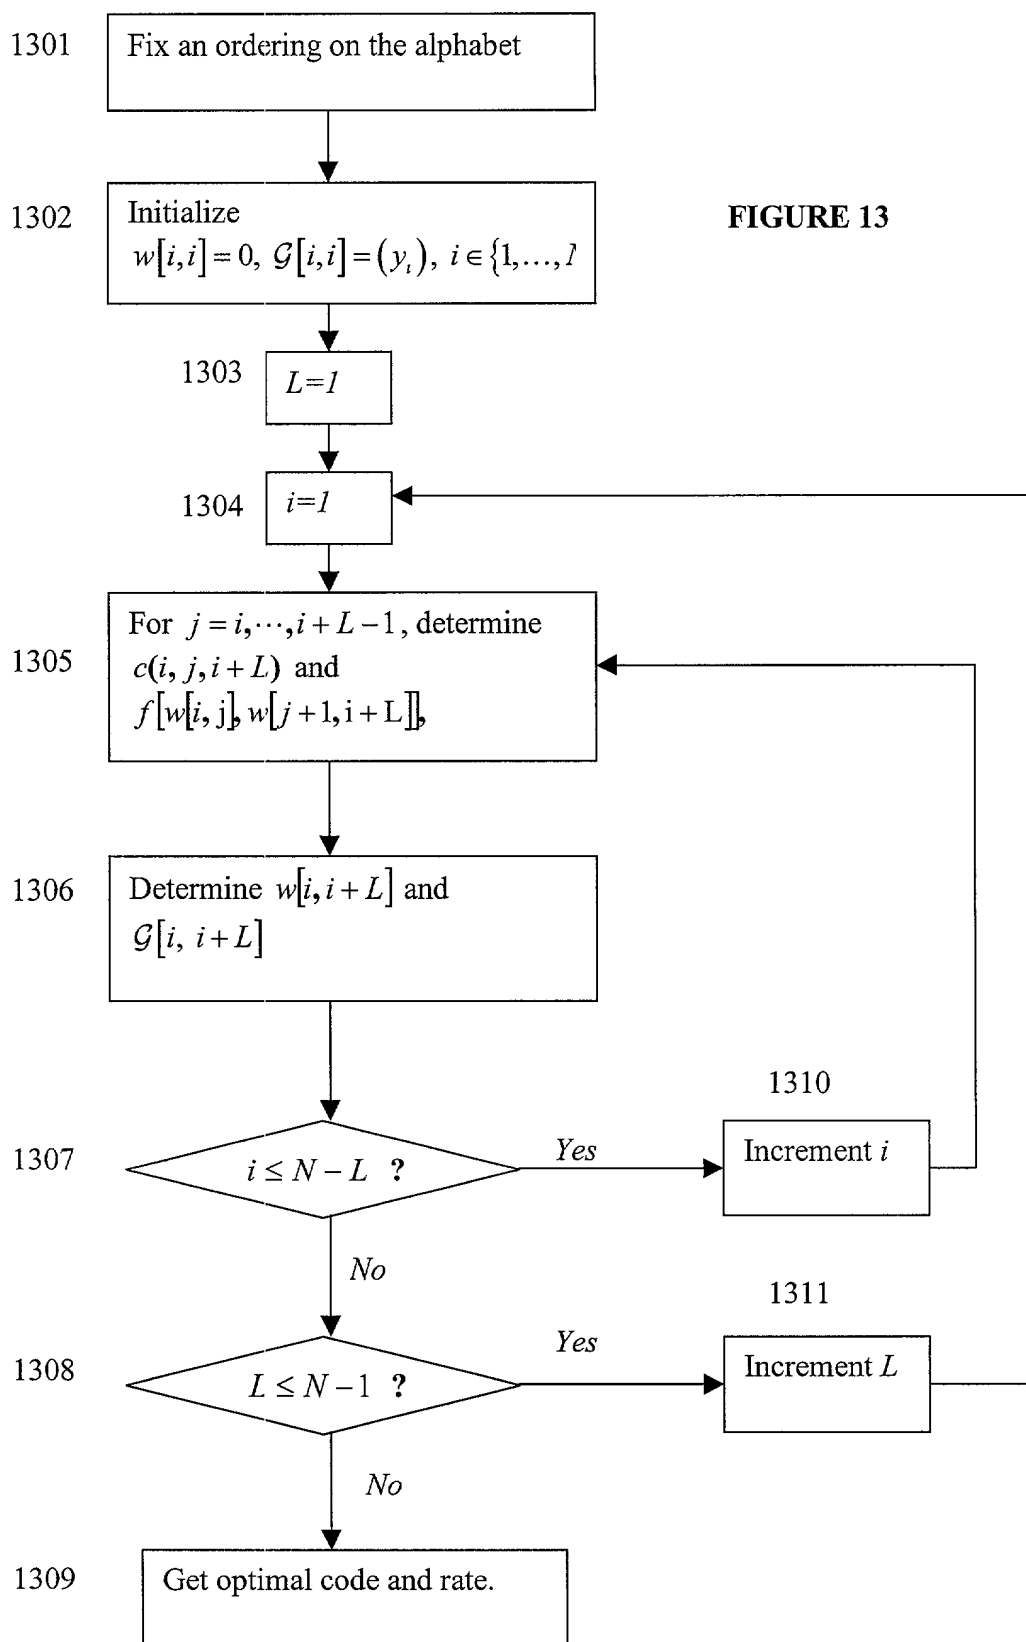 1301
Fix an ordering on the alphabet
1302
Initialize
w[i,i]=0, 𝒢[i,i]=(y_i), i∈{1,…,
FIGURE 13
1303
L=1
1304
i=1
1305
For j=i,⋯,i+L−1, determine
c(i, j,i+L) and
f[w[i,j],w[j+1,i+L]],
1306
Determine w[i,i+L] and
𝒢[i, i+L]
1310
1307
i≤N−L ?
Yes
Increment i
No
1311
1308
L≤N−1 ?
Yes
Increment L
No
1309
Get optimal code and rate.